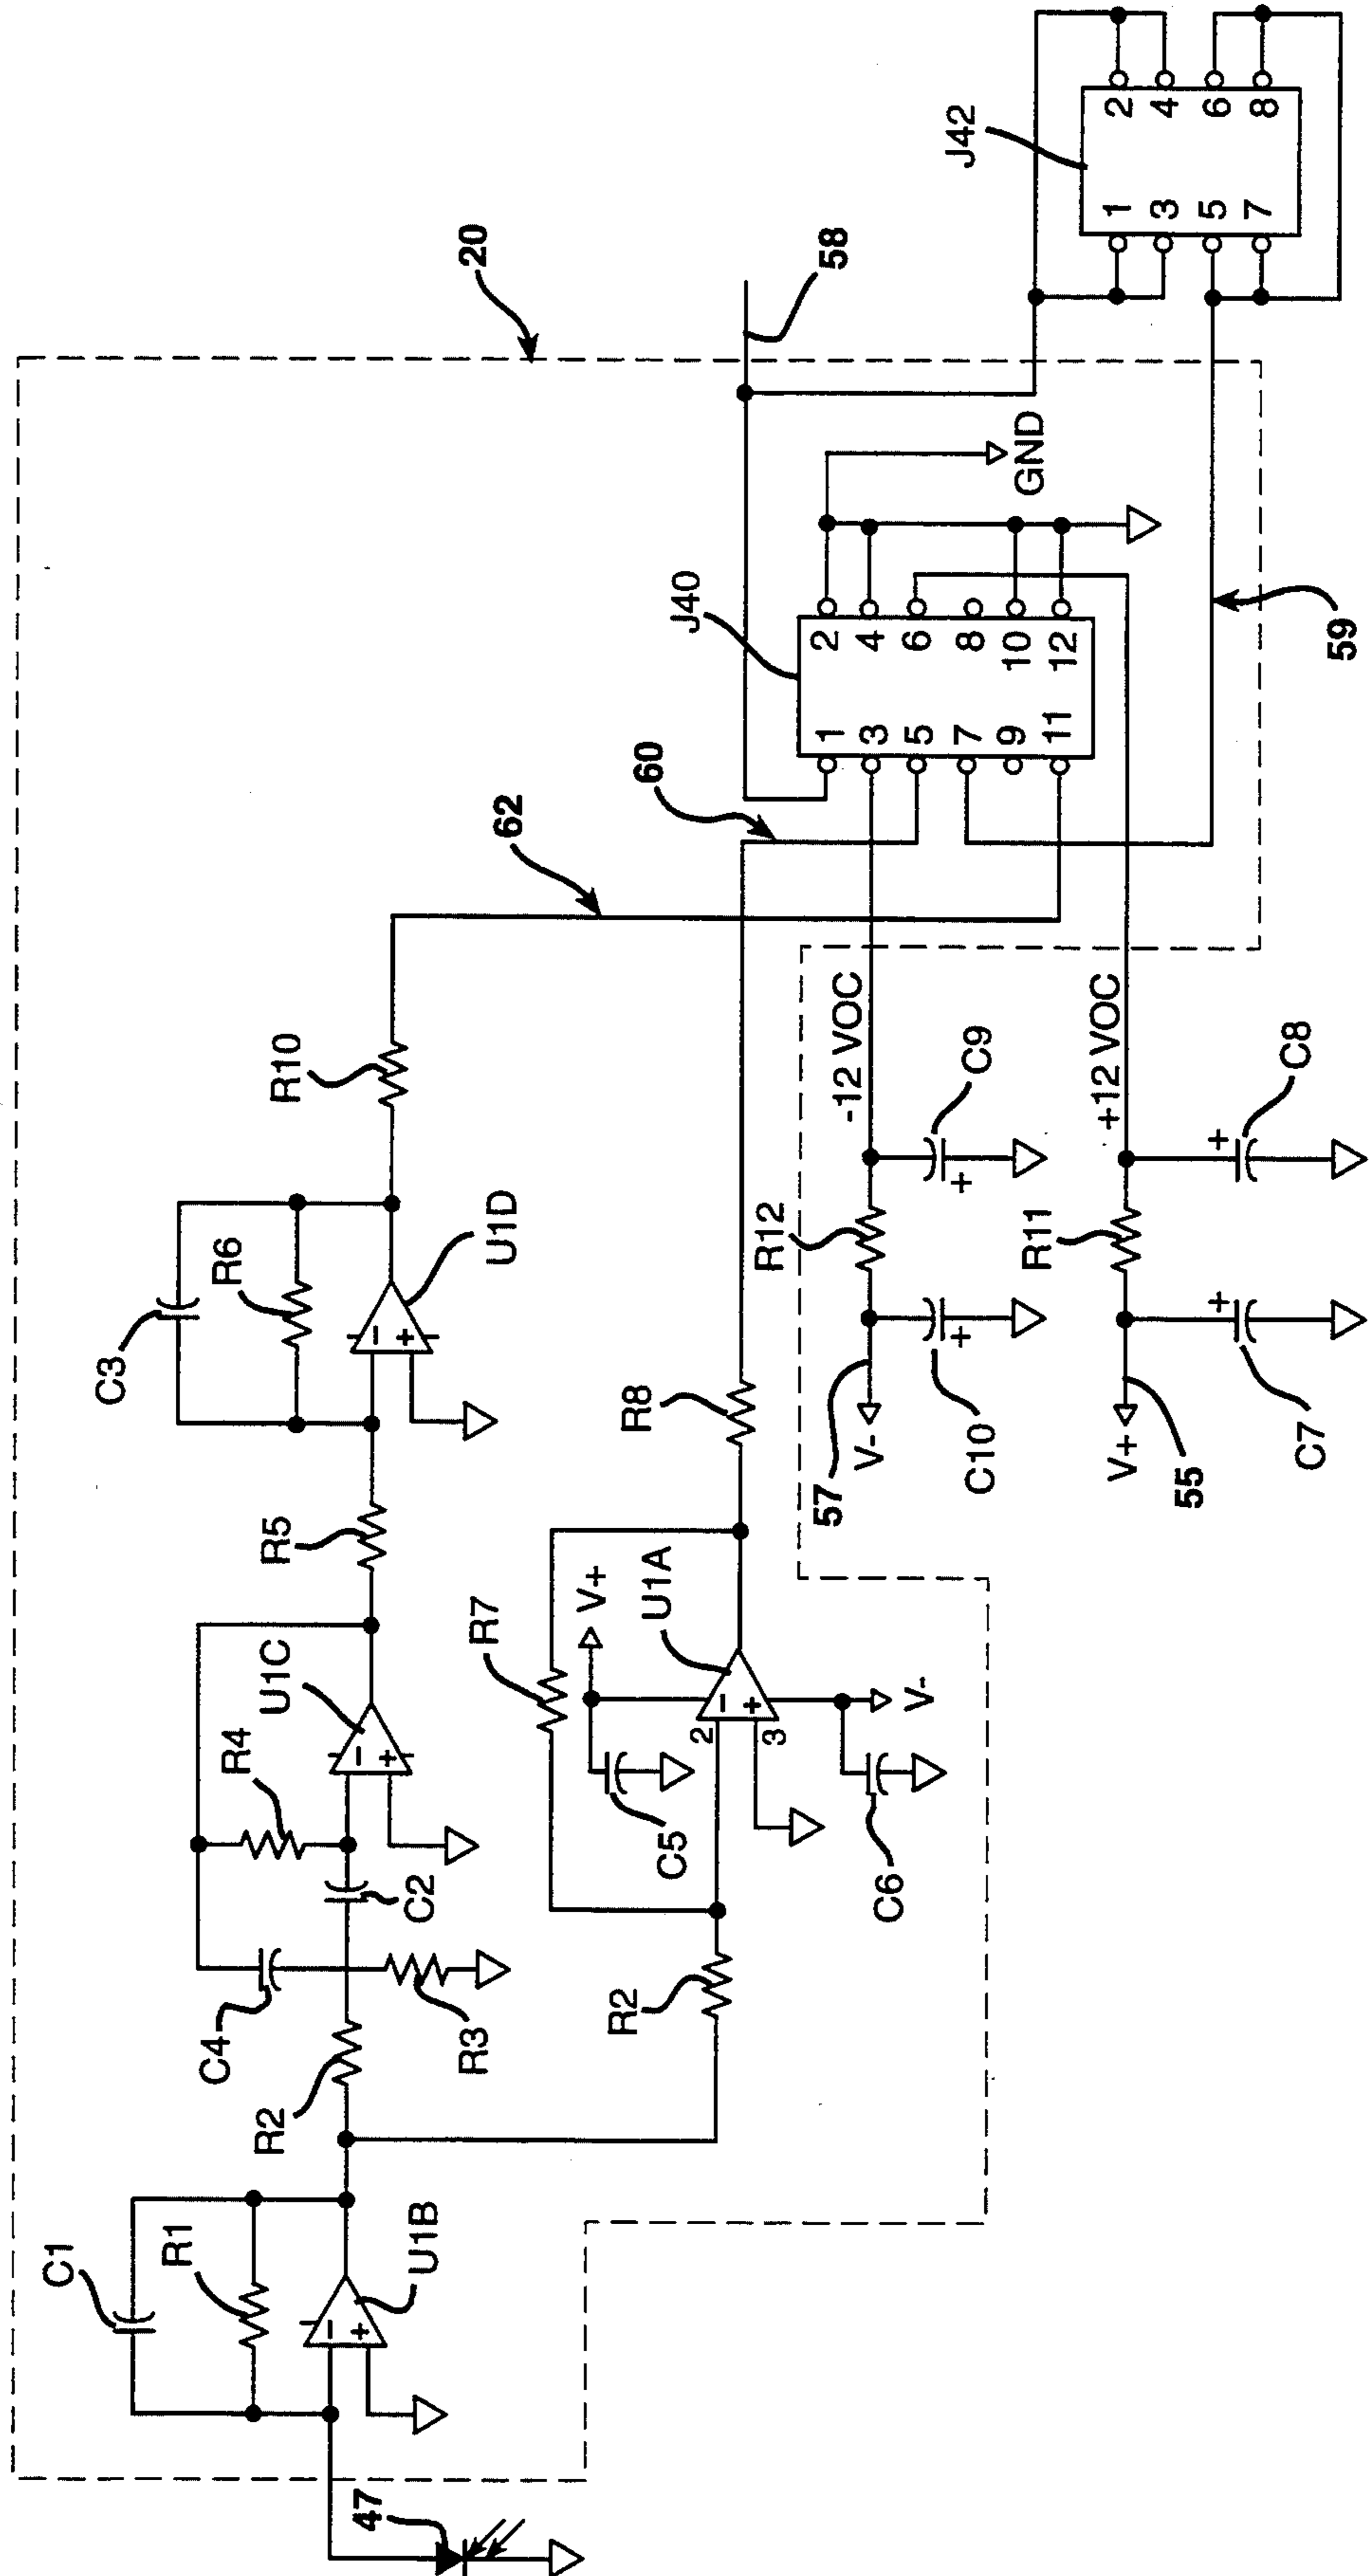 20
C3
R6
R10
62
U1D
C1
R1
U1B
47
R2
C4
R3
C2
R4
U1C
R5
- +
- +
- +
60
J40
1 2
3 4
5 6
7 8
9 10
11 12
GND
58
J42
1 2
3 4
5 6
7 8
59
R2
R7
V+
U1A
2 -
3 +
C5
C6
V-
R8
-12 VOC
R12
C9
+
C10
+
V-
57
+12 VOC
R11
C8
+
C7
+
V+
55